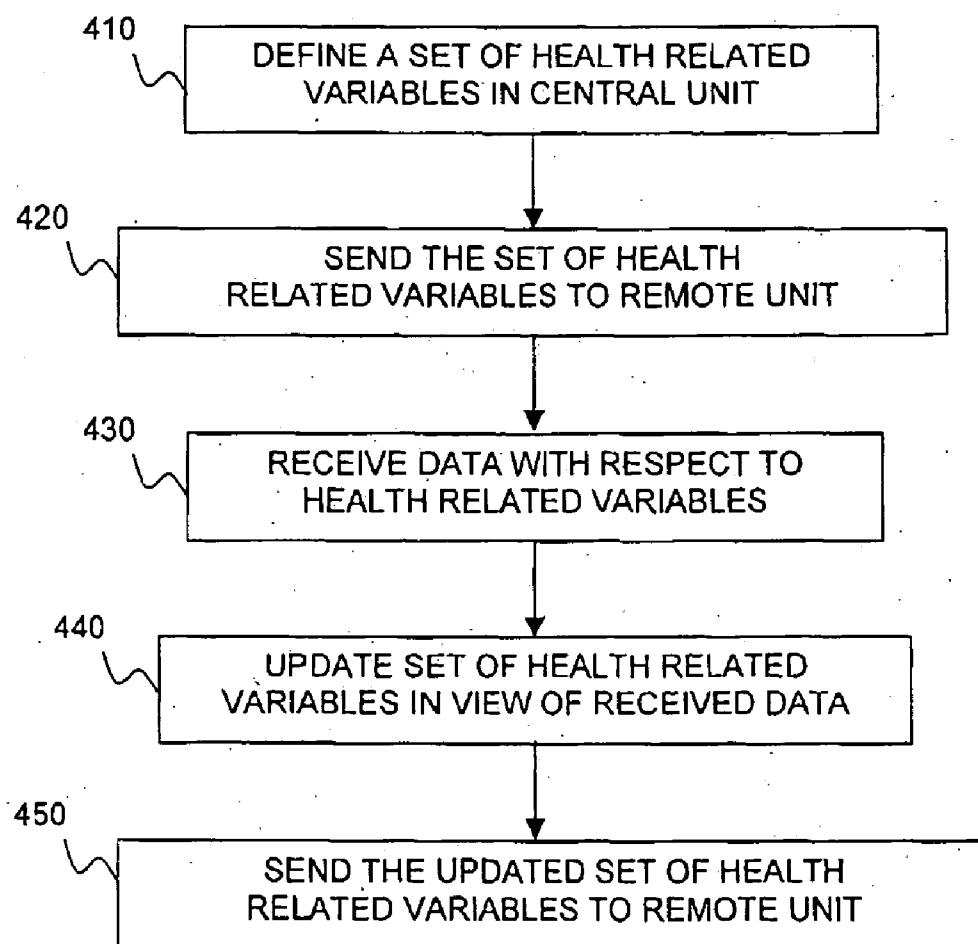 410
DEFINE A SET OF HEALTH RELATED
VARIABLES IN CENTRAL UNIT
420
SEND THE SET OF HEALTH
RELATED VARIABLES TO REMOTE UNIT
430
RECEIVE DATA WITH RESPECT TO
HEALTH RELATED VARIABLES
440
UPDATE SET OF HEALTH RELATED
VARIABLES IN VIEW OF RECEIVED DATA
450
SEND THE UPDATED SET OF HEALTH
RELATED VARIABLES TO REMOTE UNIT